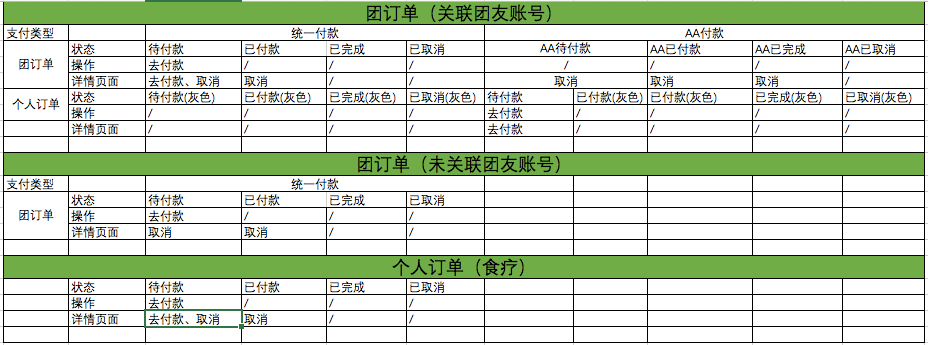 团订单（关联团友账号）
支付类型 统一付款 AA付款
团订单 状态 待付款 已付款 已完成 已取消 AA待付款 AA已付款 AA已完成 AA已取消
操作 去付款 / / / / / / /
详情页面 去付款、取消 取消 / / 取消 取消 取消 /
个人订单 状态 待付款(灰色) 已付款(灰色) 已完成(灰色) 已取消(灰色) 待付款 已付款(灰色) 已付款(灰色) 已完成(灰色) 已取消(灰色)
操作 / / / / 去付款 / / / /
详情页面 / / / / 去付款 / / / /
团订单（未关联团友账号）
支付类型 统一付款
团订单 状态 待付款 已付款 已完成 已取消
操作 去付款 / / /
详情页面 取消 取消 / /
个人订单（食疗）
状态 待付款 已付款 已完成 已取消
操作 去付款 / / /
详情页面 去付款、取消 取消 / /